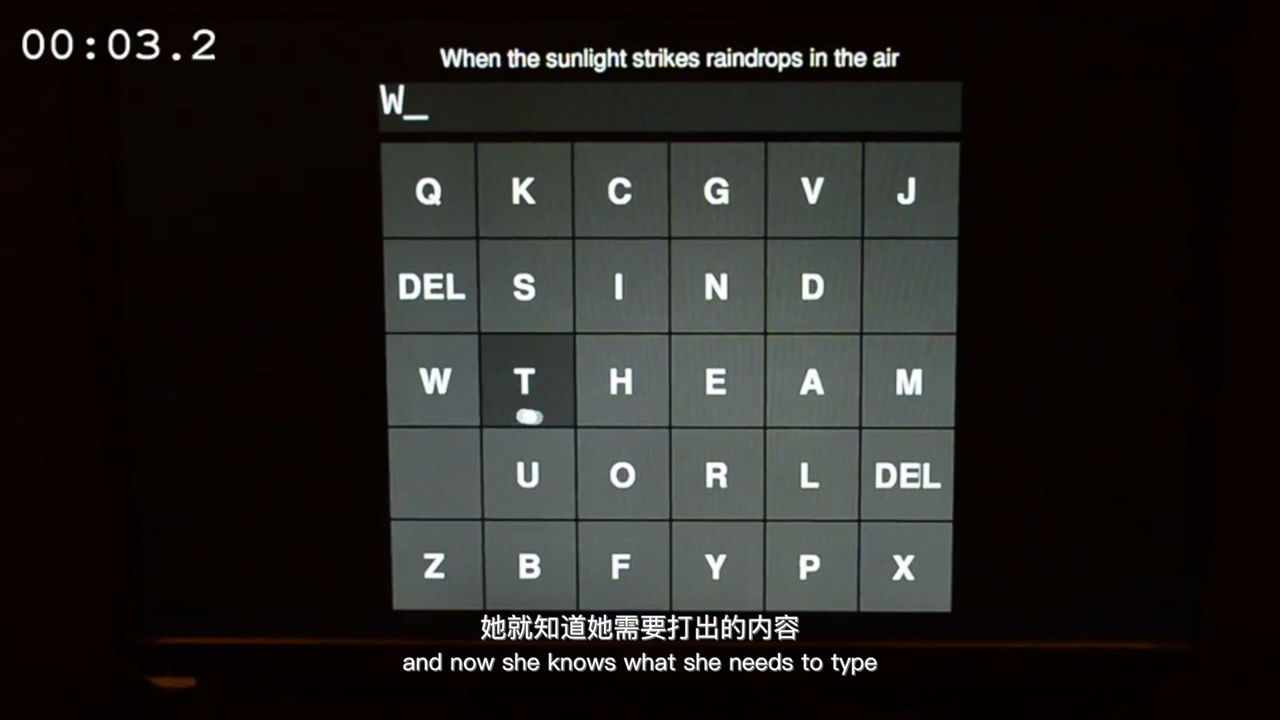 00:03.2
When the sunlight strikes raindrops in the air
W_
Q K C G V J
DEL S I N D
W T H E A M
U O R L DEL
Z B F Y P X
她就知道她需要打出的内容
and now she knows what she needs to type